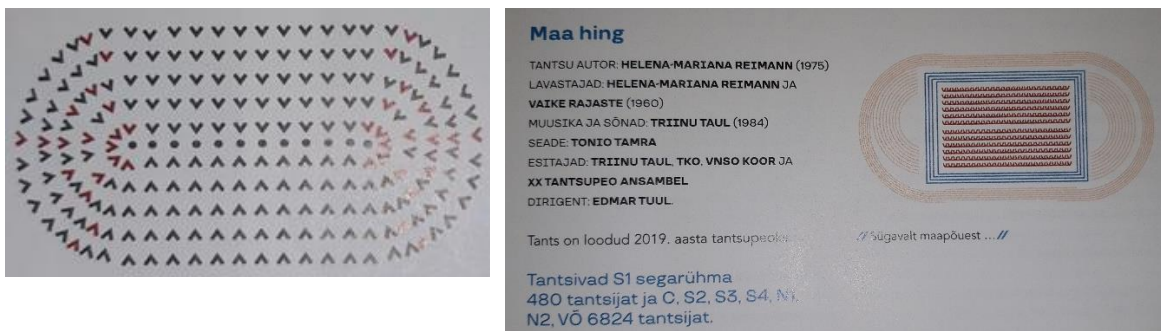 Maa hing
TANTSU AUTOR: HELENA-MARIANA REIMANN (1975)
LAVASTAJAD: HELENA-MARIANA REIMANN JA
VAIKE RAJASTE (1960)
MUUSIKA JA SÕNAD: TRIINU TAUL (1984)
SEADE: TONIO TAMRA
ESITAJAD: TRIINU TAUL, TKO, VNSO KOOR JA
XX TANTSUPEO ANSAMBEL
DIRIGENT: EDMAR TUUL.
Tants on loodud 2019. aasta
// Sügavalt maapõuest ... //
Tantsivad S1 segarühma
480 tantsijat ja C, S2, S3, S4, N1,
N2, VÕ 6824 tantsijat.